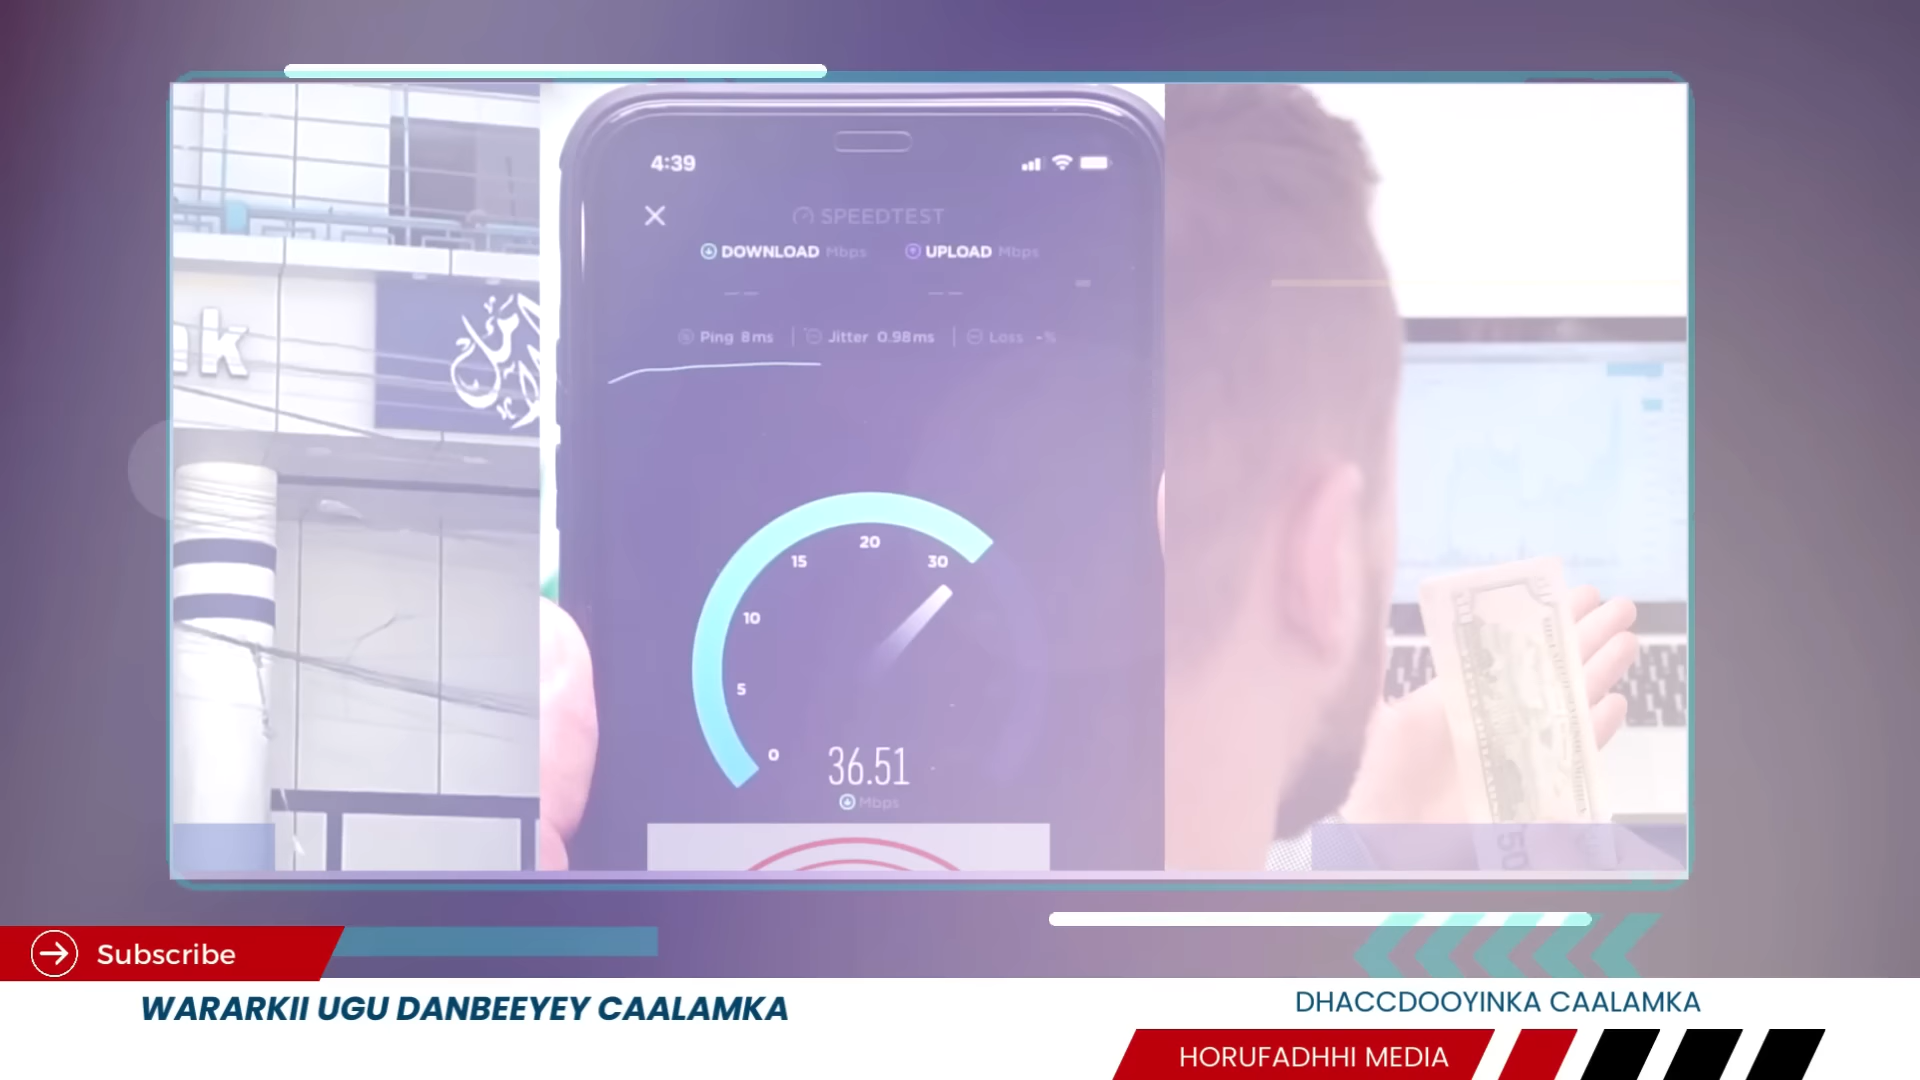 4:39
SPEEDTEST
DOWNLOAD Mbps UPLOAD Mbps
Ping 8ms Jitter 0.98ms Loss -%
20
15 30
10
5
0
36.51
Mbps
50
Subscribe
WARARKII UGU DANBEEYEY CAALAMKA
DHACCDOOYINKA CAALAMKA
HORUFADHHI MEDIA